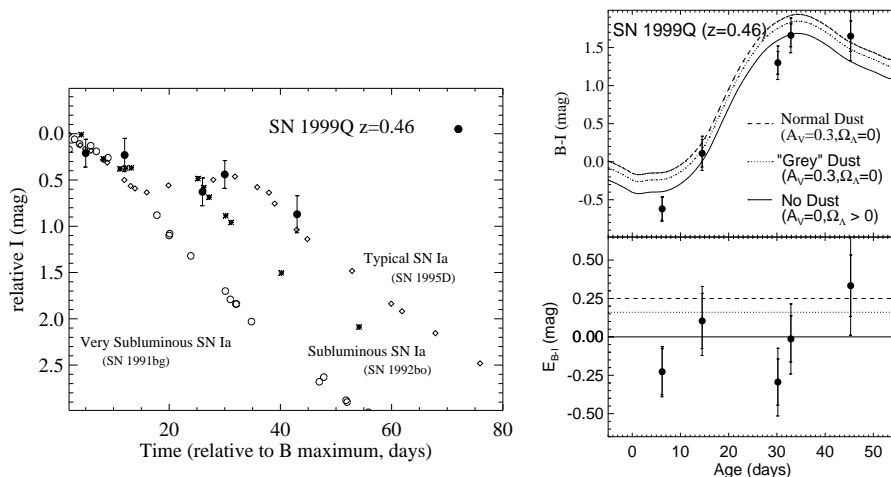 SN 1999Q z=0.46
Typical SN Ia
(SN 1995D)
Very Subluminous SN Ia
(SN 1991bg)
Subluminous SN Ia
(SN 1992bo)
relative I (mag)
0.0
0.5
1.0
1.5
2.0
2.5
20
40
60
80
Time (relative to B maximum, days)
SN 1999Q (z=0.46)
B-I (mag)
1.5
1.0
0.5
0.0
-0.5
Normal Dust
(A_V=0.3,Ω_Λ=0)
"Grey" Dust
(A_V=0.3,Ω_Λ=0)
No Dust
(A_V=0,Ω_Λ > 0)
E_B-I (mag)
0.50
0.25
0.00
-0.25
-0.50
0
10
20
30
40
50
Age (days)